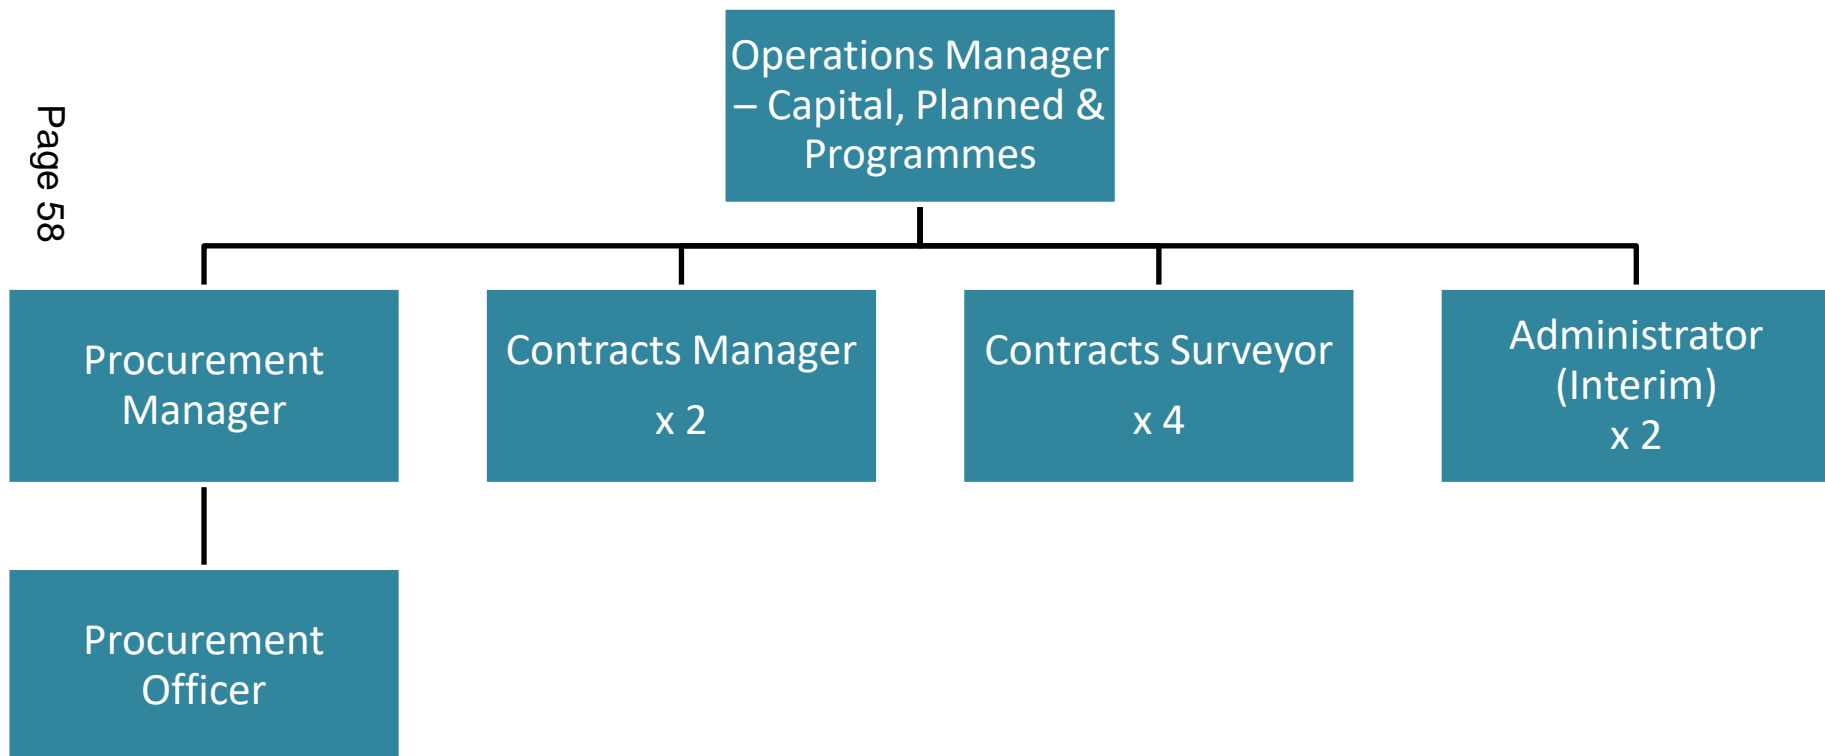 Operations Manager
– Capital, Planned &
Programmes
Page 58
Procurement
Manager
Contracts Manager
x 2
Contracts Surveyor
x 4
Administrator
(Interim)
x 2
Procurement
Officer